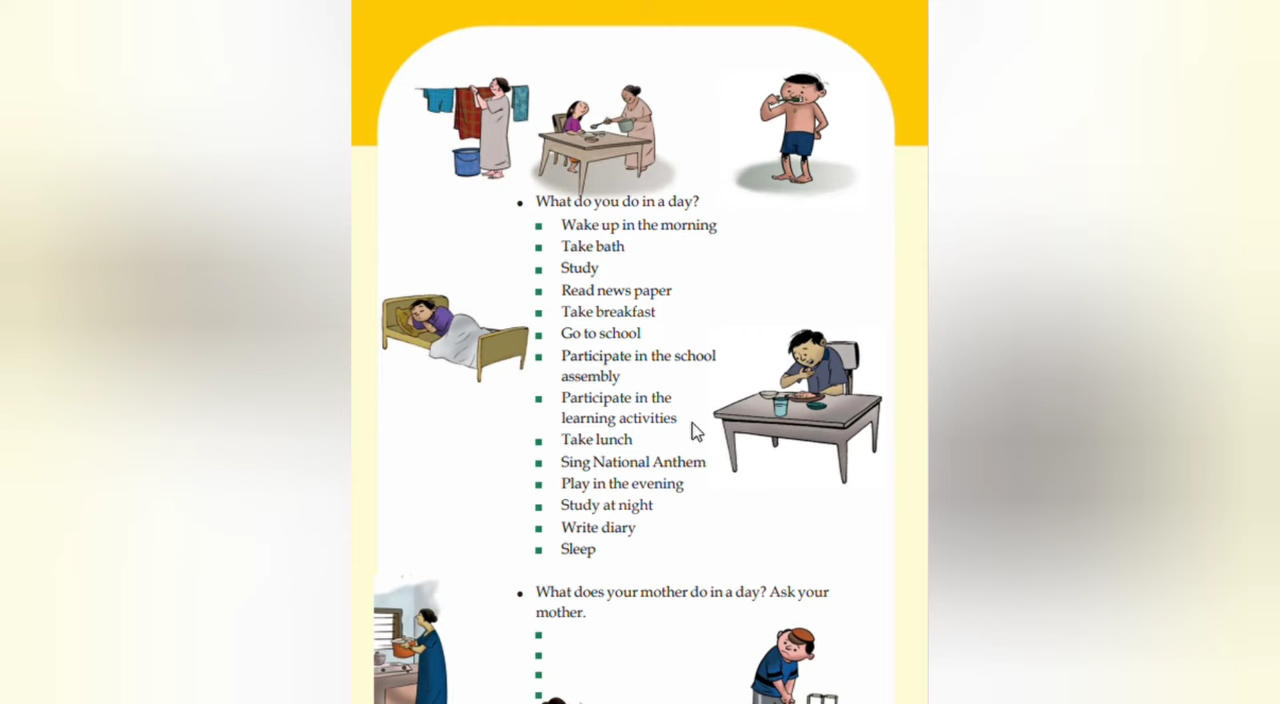 What do you do in a day?
Wake up in the morning
Take bath
Study
Read news paper
Take breakfast
Go to school
Participate in the school
assembly
Participate in the
learning activities
Take lunch
Sing National Anthem
Play in the evening
Study at night
Write diary
Sleep
What does your mother do in a day? Ask your
mother.